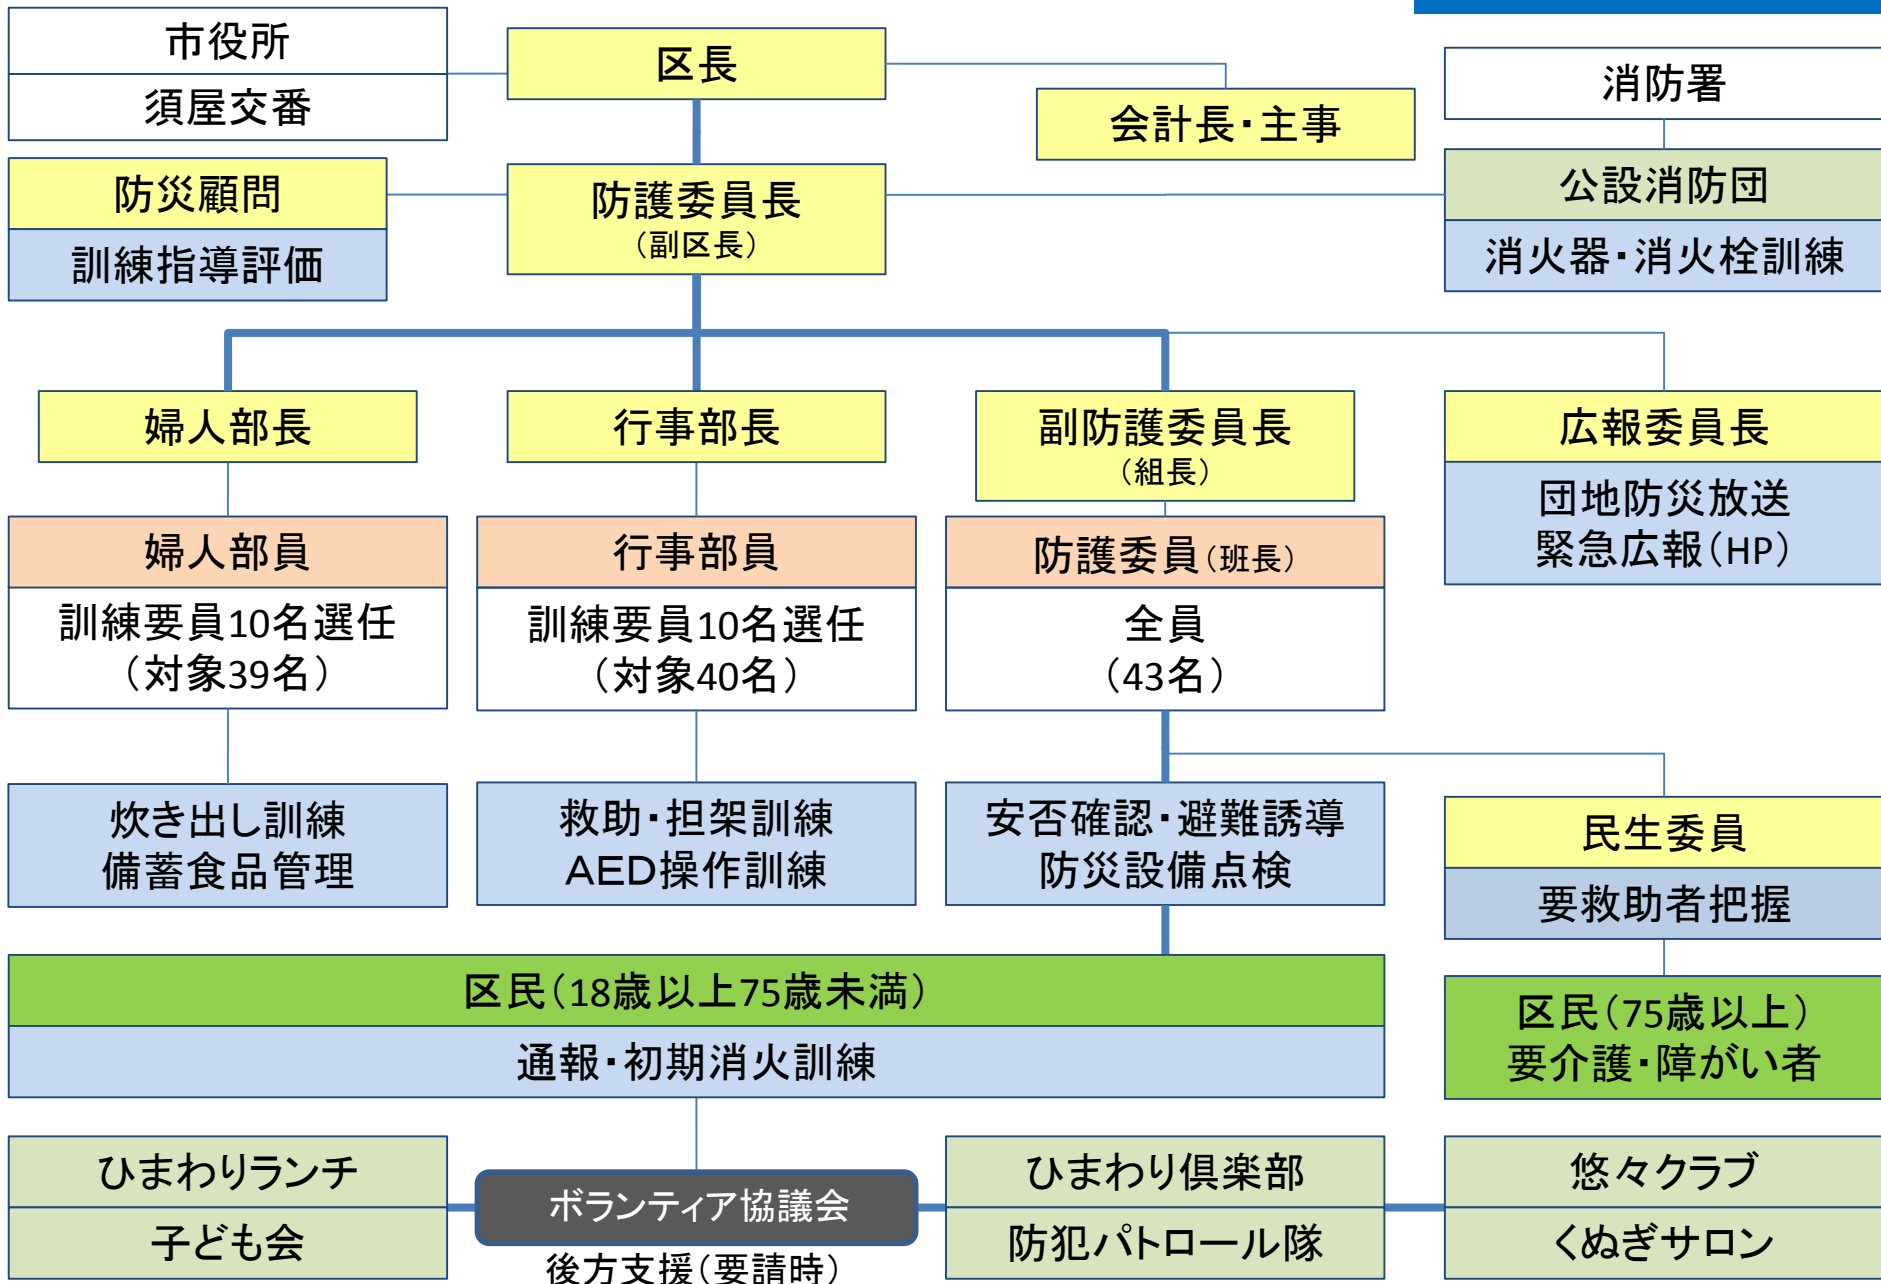 市役所
須屋交番
区長
会計長・主事
消防署
防災顧問
訓練指導評価
防護委員長
(副区長)
公設消防団
消火器・消火栓訓練
婦人部長
行事部長
副防護委員長
(組長)
広報委員長
団地防災放送
緊急広報(HP)
婦人部員
訓練要員10名選任
(対象39名)
行事部員
訓練要員10名選任
(対象40名)
防護委員(班長)
全員
(43名)
炊き出し訓練
備蓄食品管理
救助・担架訓練
AED操作訓練
安否確認・避難誘導
防災設備点検
民生委員
要救助者把握
区民(18歳以上75歳未満)
通報・初期消火訓練
区民(75歳以上)
要介護・障がい者
ひまわりランチ
子ども会
ボランティア協議会
後方支援(要請時)
ひまわり倶楽部
防犯パトロール隊
悠々クラブ
くぬぎサロン